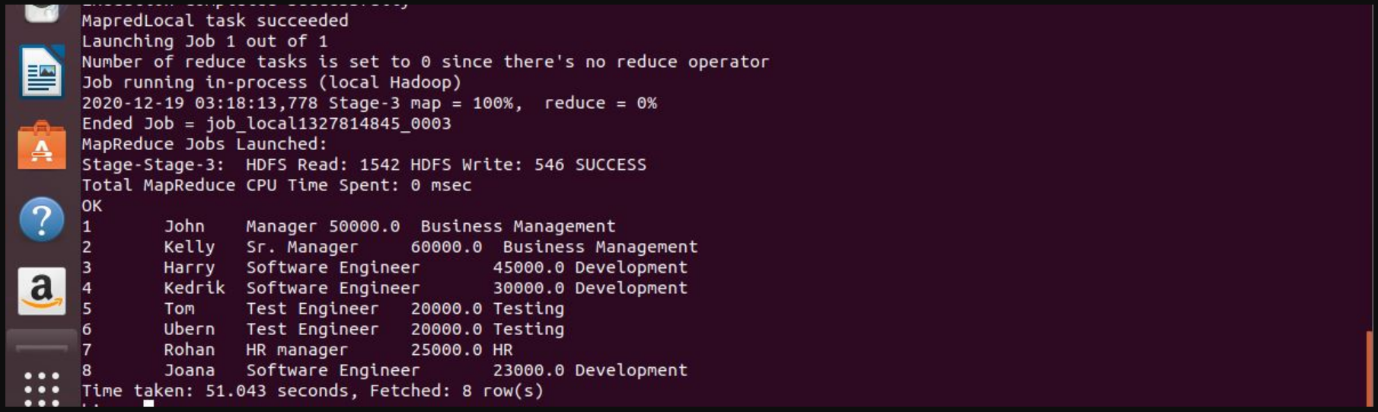 MapredLocal task succeeded
Launching Job 1 out of 1
Number of reduce tasks is set to 0 since there's no reduce operator
Job running in-process (local Hadoop)
2020-12-19 03:18:13,778 Stage-3 map = 100%,  reduce = 0%
Ended Job = job_local1327814845_0003
MapReduce Jobs Launched:
Stage-Stage-3:  HDFS Read: 1542 HDFS Write: 546 SUCCESS
Total MapReduce CPU Time Spent: 0 msec
OK
1	John	Manager	50000.0	Business Management
2	Kelly	Sr. Manager	60000.0	Business Management
3	Harry	Software Engineer	45000.0	Development
4	Kedrik	Software Engineer	30000.0	Development
5	Tom	Test Engineer	20000.0	Testing
6	Ubern	Test Engineer	20000.0	Testing
7	Rohan	HR manager	25000.0	HR
8	Joana	Software Engineer	23000.0	Development
Time taken: 51.043 seconds, Fetched: 8 row(s)